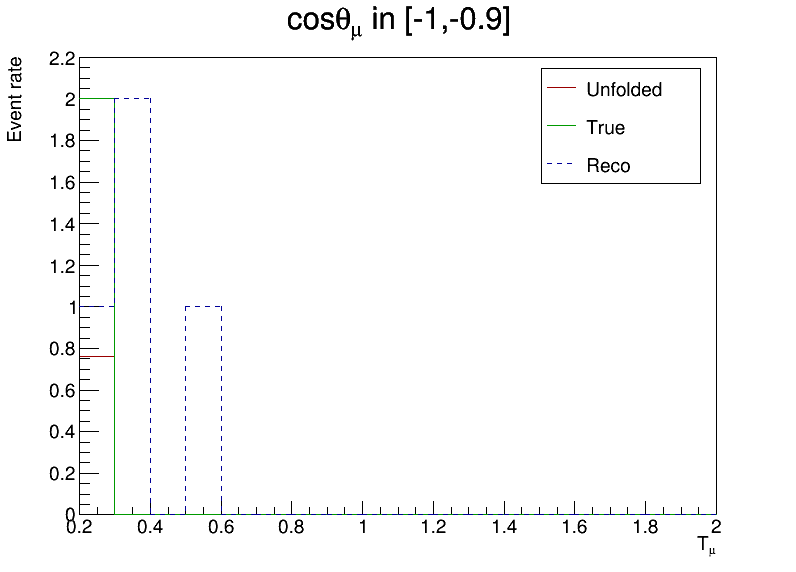 cosθμ in [-1,-0.9]
Event rate
2.2
2
1.8
1.6
1.4
1.2
1
0.8
0.6
0.4
0.2
0
0.2 0.4 0.6 0.8 1 1.2 1.4 1.6 1.8 2
Tμ
Unfolded
True
Reco